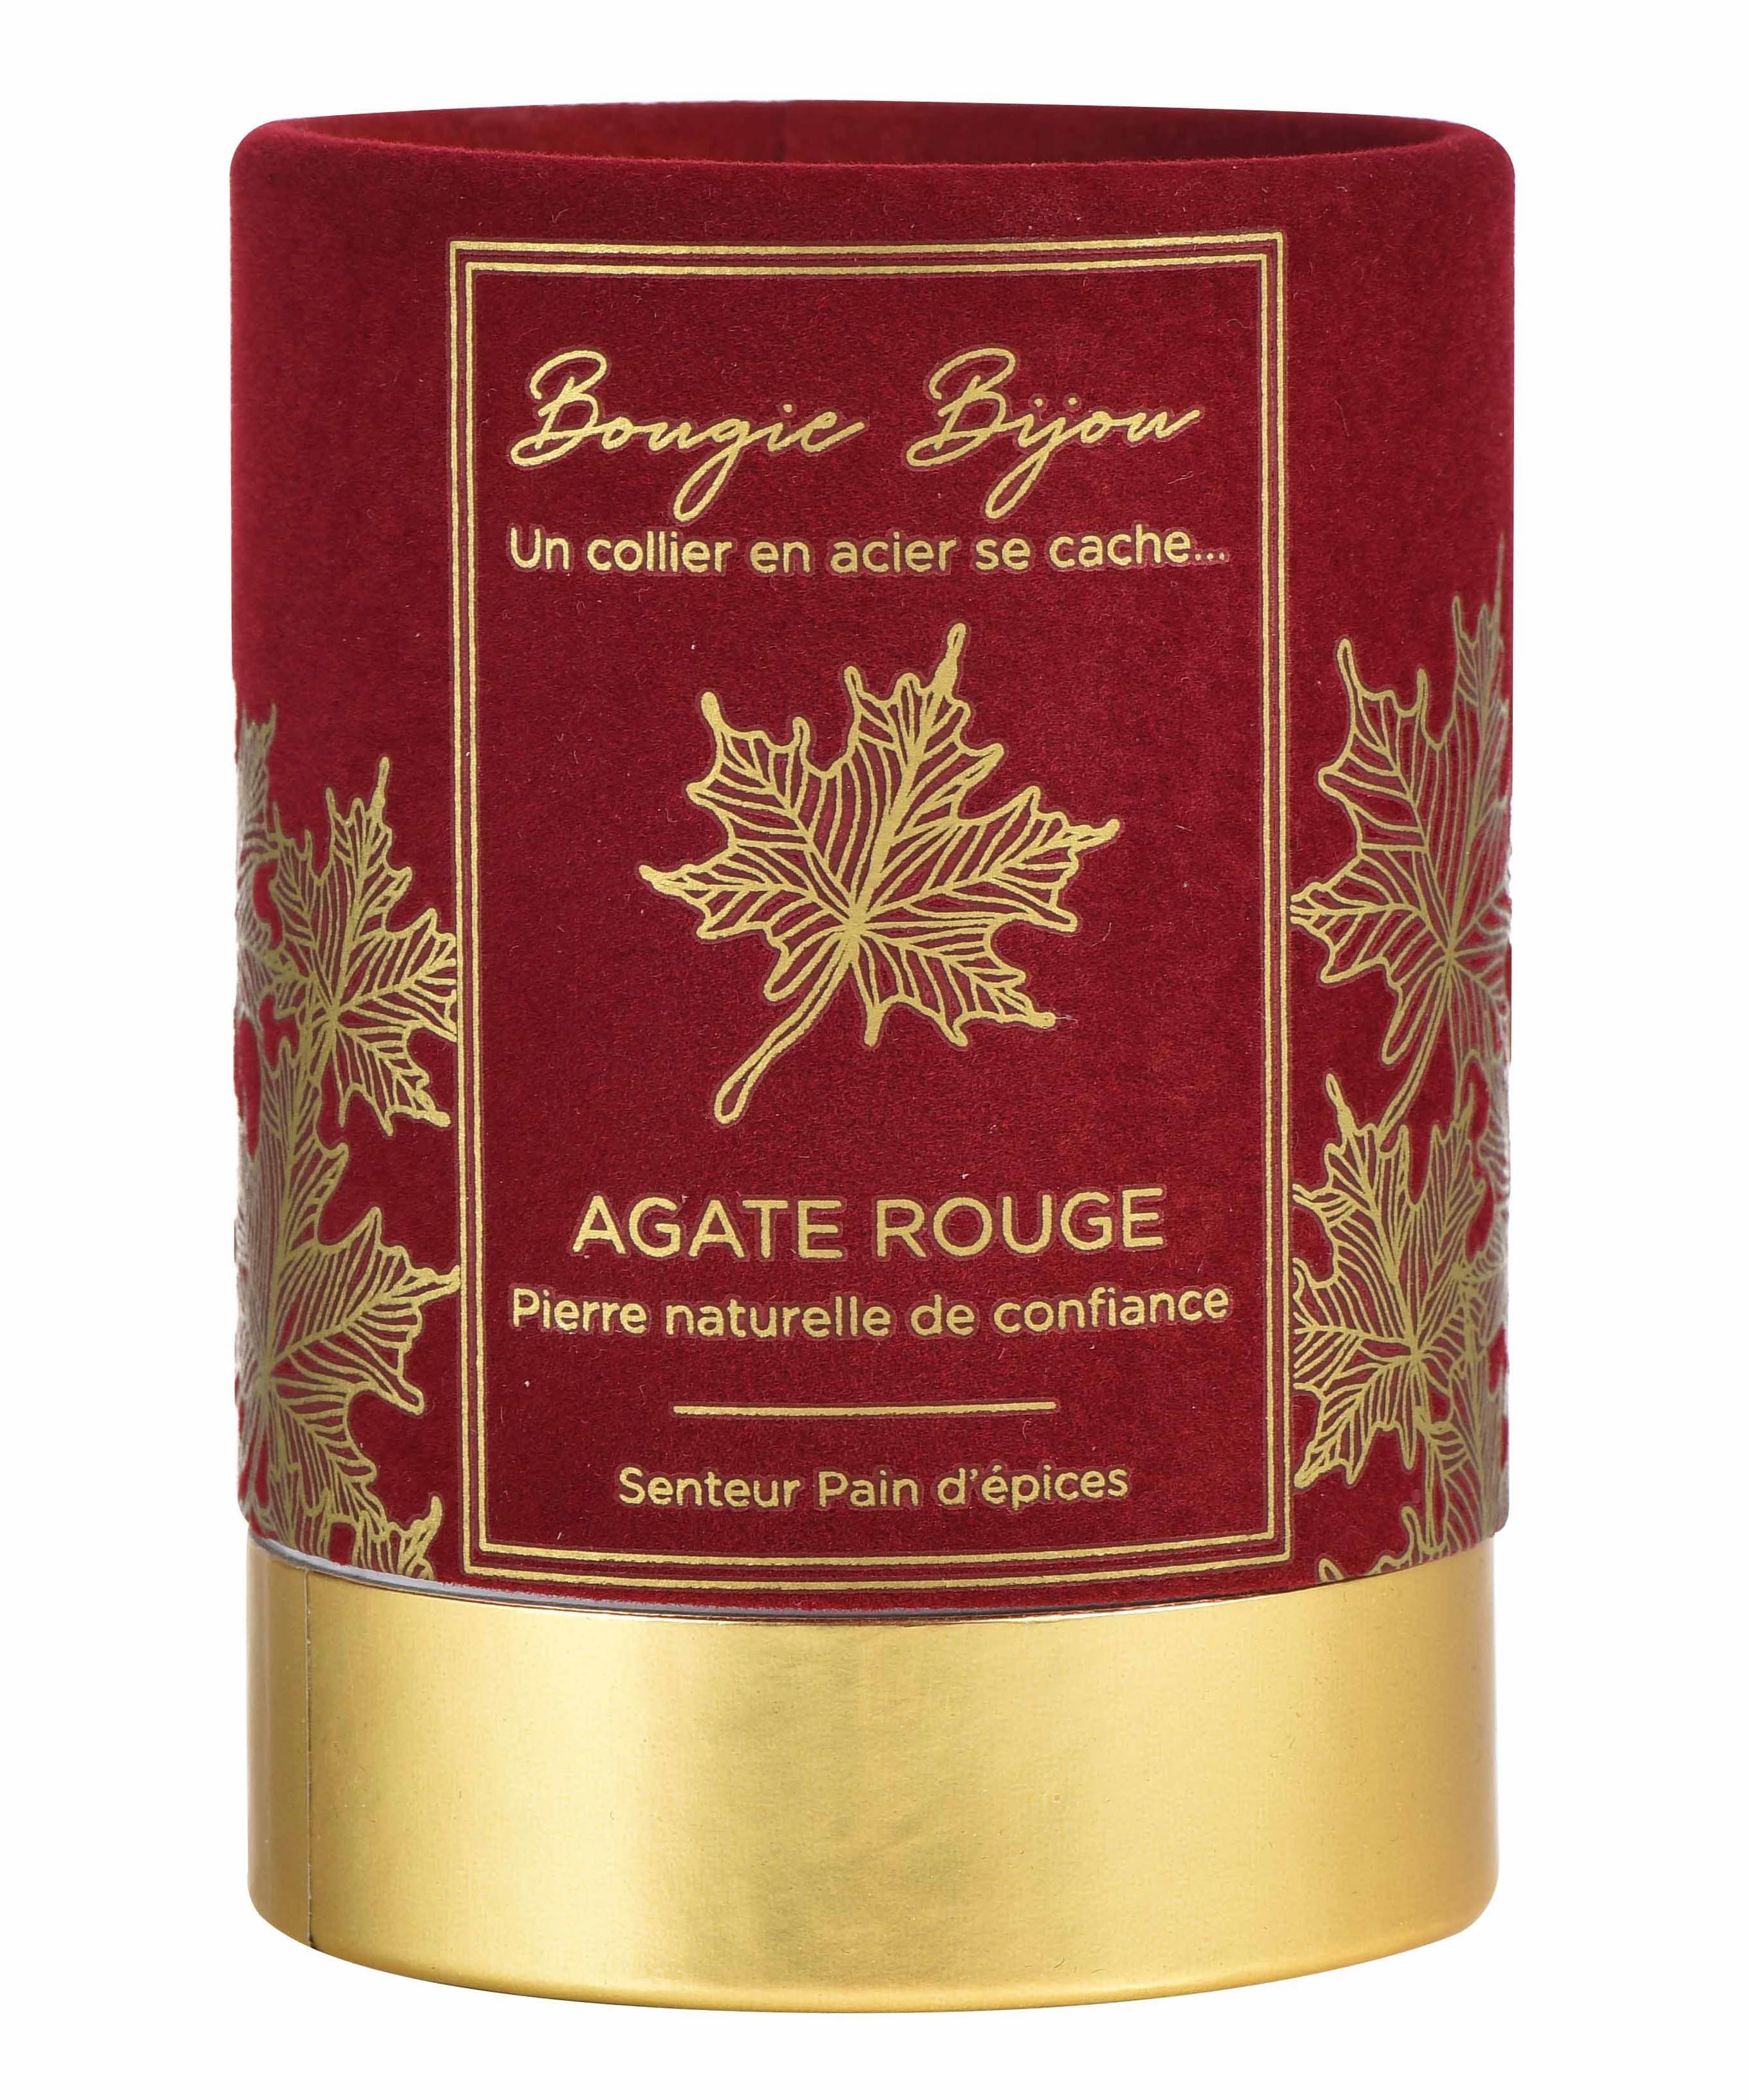 Bougie Bijou
Un collier en acier se cache...
AGATE ROUGE
Pierre naturelle de confiance
Senteur Pain d'épices